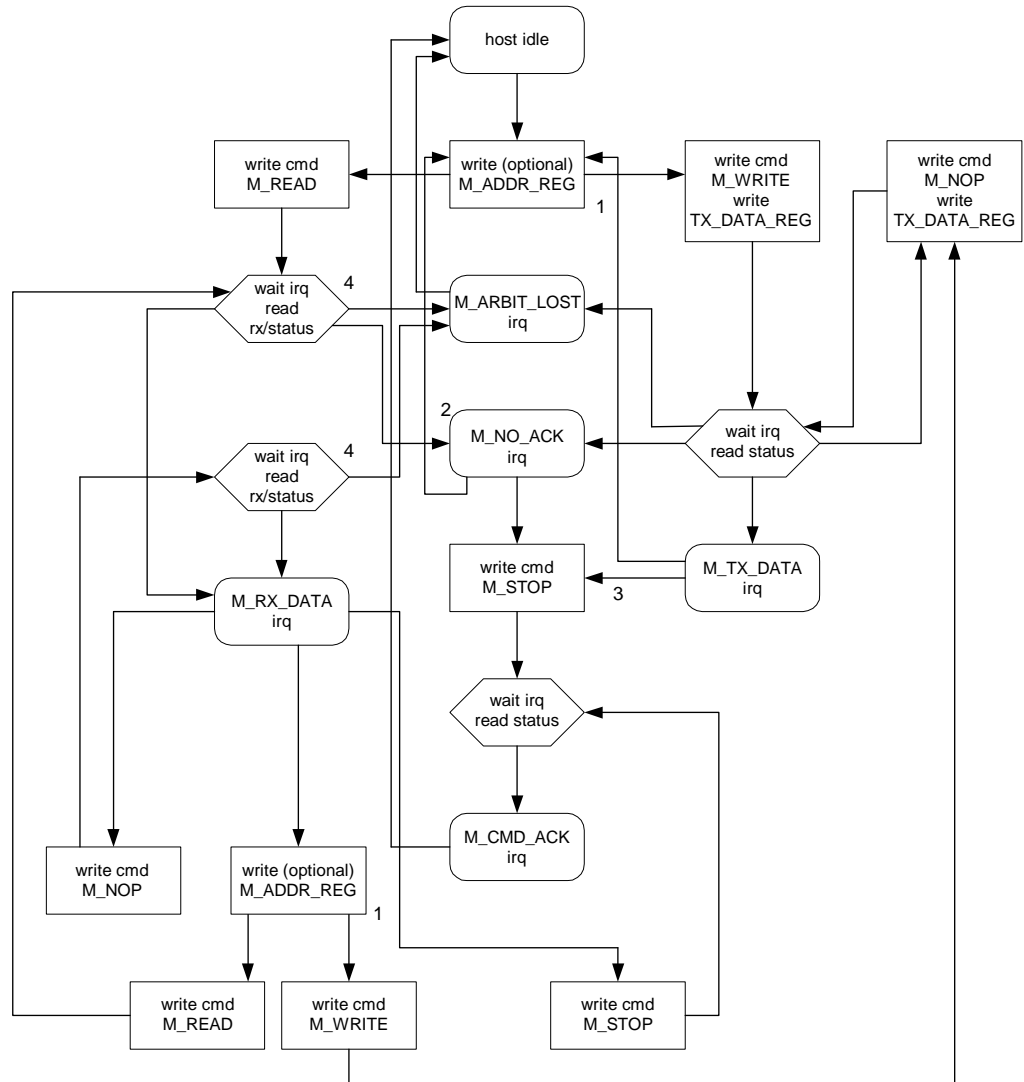 host idle
write cmd
M_READ
write (optional)
M_ADDR_REG
1
write cmd
M_WRITE
write
TX_DATA_REG
write cmd
M_NOP
write
TX_DATA_REG
wait irq
read
rx/status
4
M_ARBIT_LOST
irq
wait irq
read
rx/status
4
2
M_NO_ACK
irq
wait irq
read status
M_RX_DATA
irq
write cmd
M_STOP
3
M_TX_DATA
irq
wait irq
read status
write cmd
M_NOP
write (optional)
M_ADDR_REG
1
M_CMD_ACK
irq
write cmd
M_READ
write cmd
M_WRITE
write cmd
M_STOP